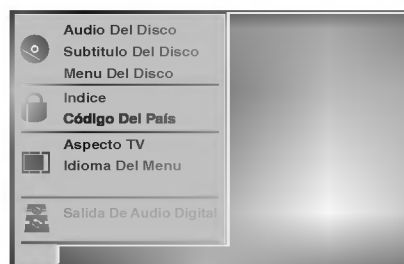 Audio Del Disco
Subtitulo Del Disco
Menu Del Disco
Indice
Código Del País
Aspecto TV
Idioma Del Menu
Salida De Audio Digital